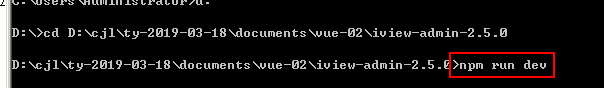 C:\Users\Administrator>d:
D:\>cd D:\cjl\ty-2019-03-18\documents\vue-02\iview-admin-2.5.0
D:\cjl\ty-2019-03-18\documents\vue-02\iview-admin-2.5.0>npm run dev